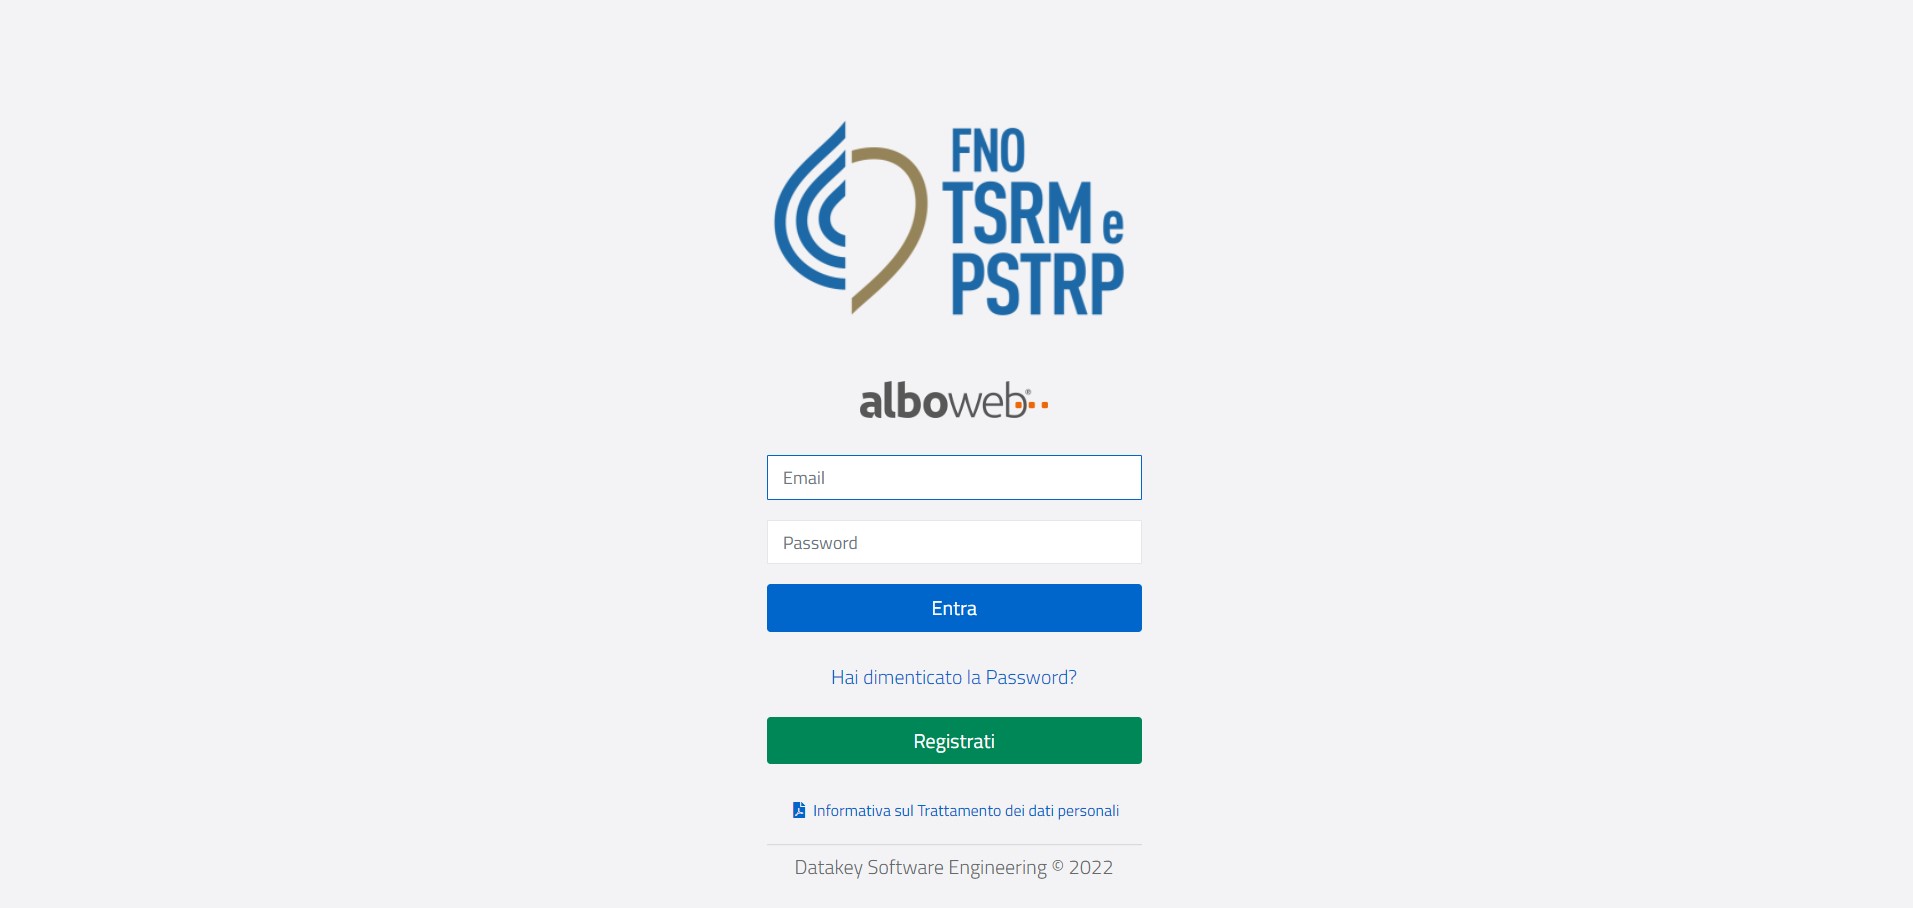 FNO
TSRM e
PSTRP
alboweb®
Email
Password
Entra
Hai dimenticato la Password?
Registrati
Informativa sul Trattamento dei dati personali
Datakey Software Engineering © 2022